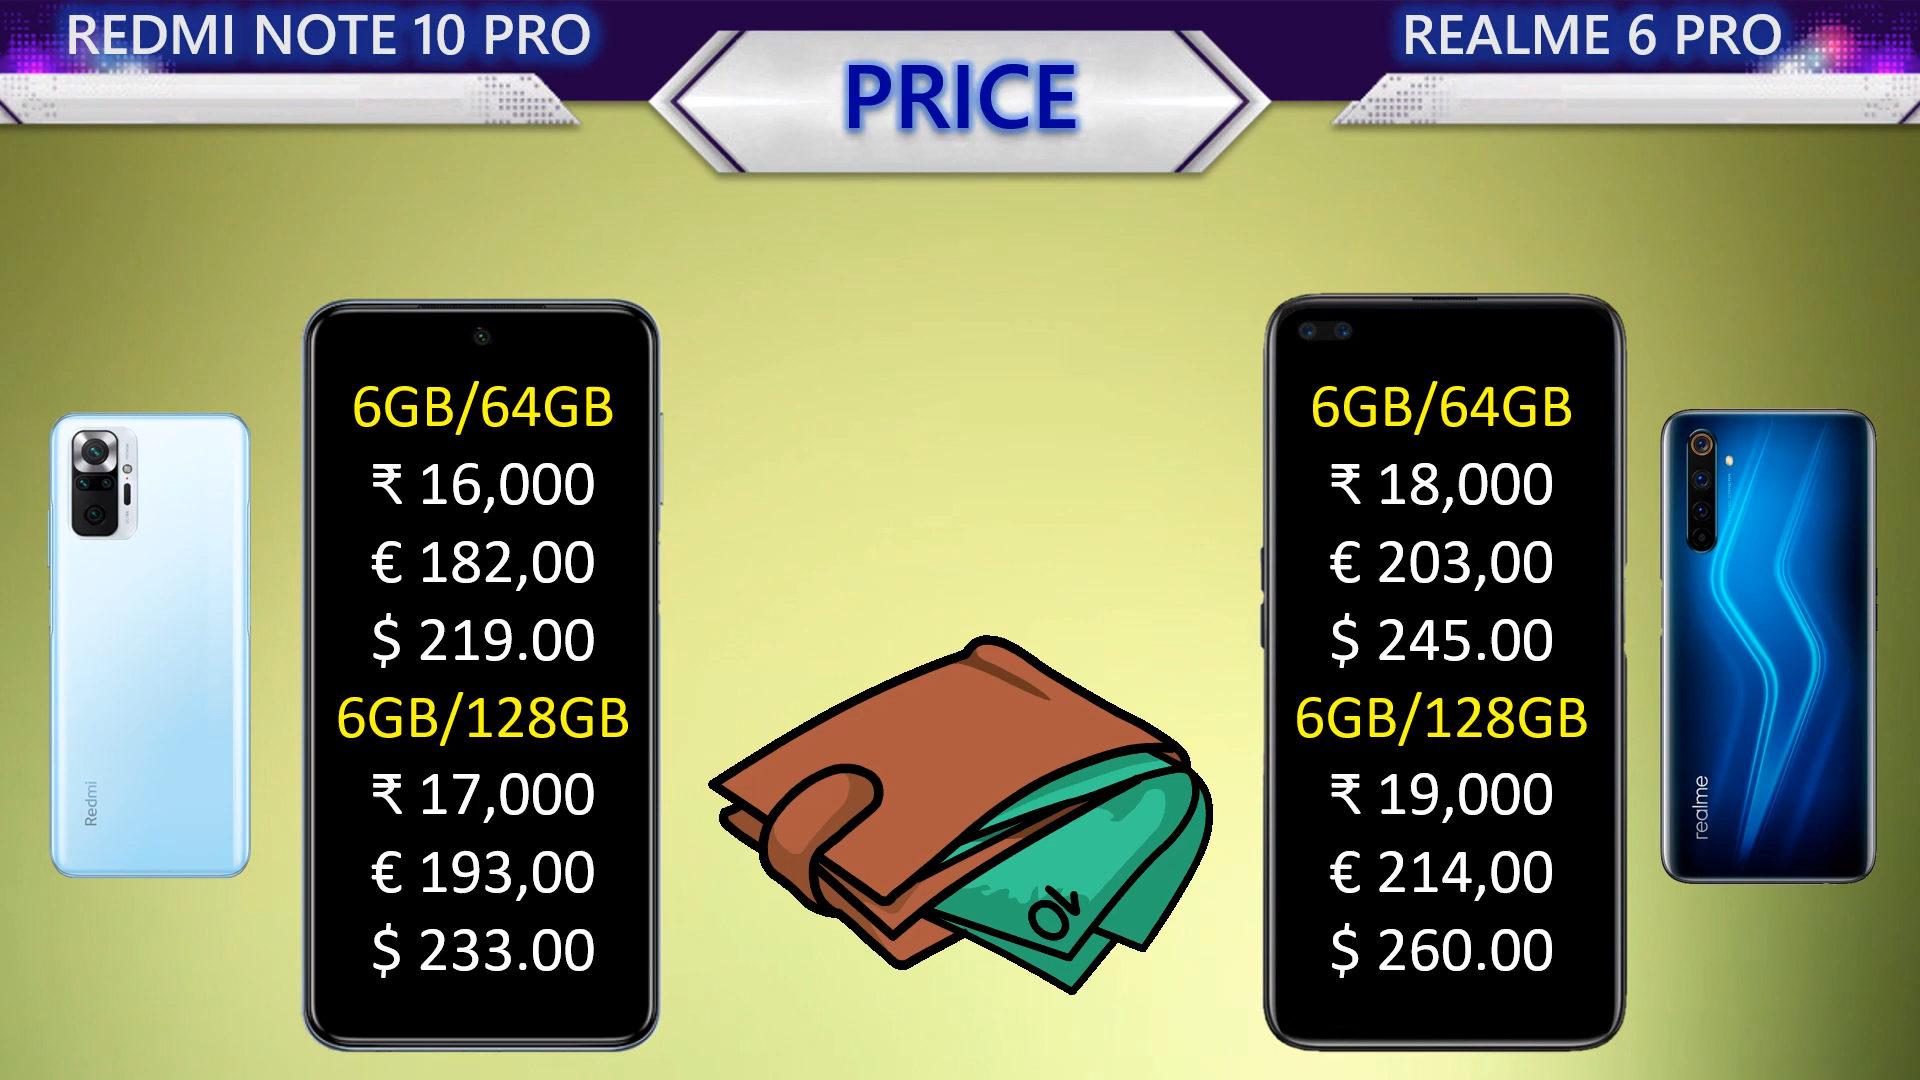 REDMI NOTE 10 PRO
PRICE
REALME 6 PRO
6GB/64GB
₹ 16,000
€ 182,00
$ 219.00
6GB/128GB
₹ 17,000
€ 193,00
$ 233.00
6GB/64GB
₹ 18,000
€ 203,00
$ 245.00
6GB/128GB
₹ 19,000
€ 214,00
$ 260.00
Redmi
realme
10